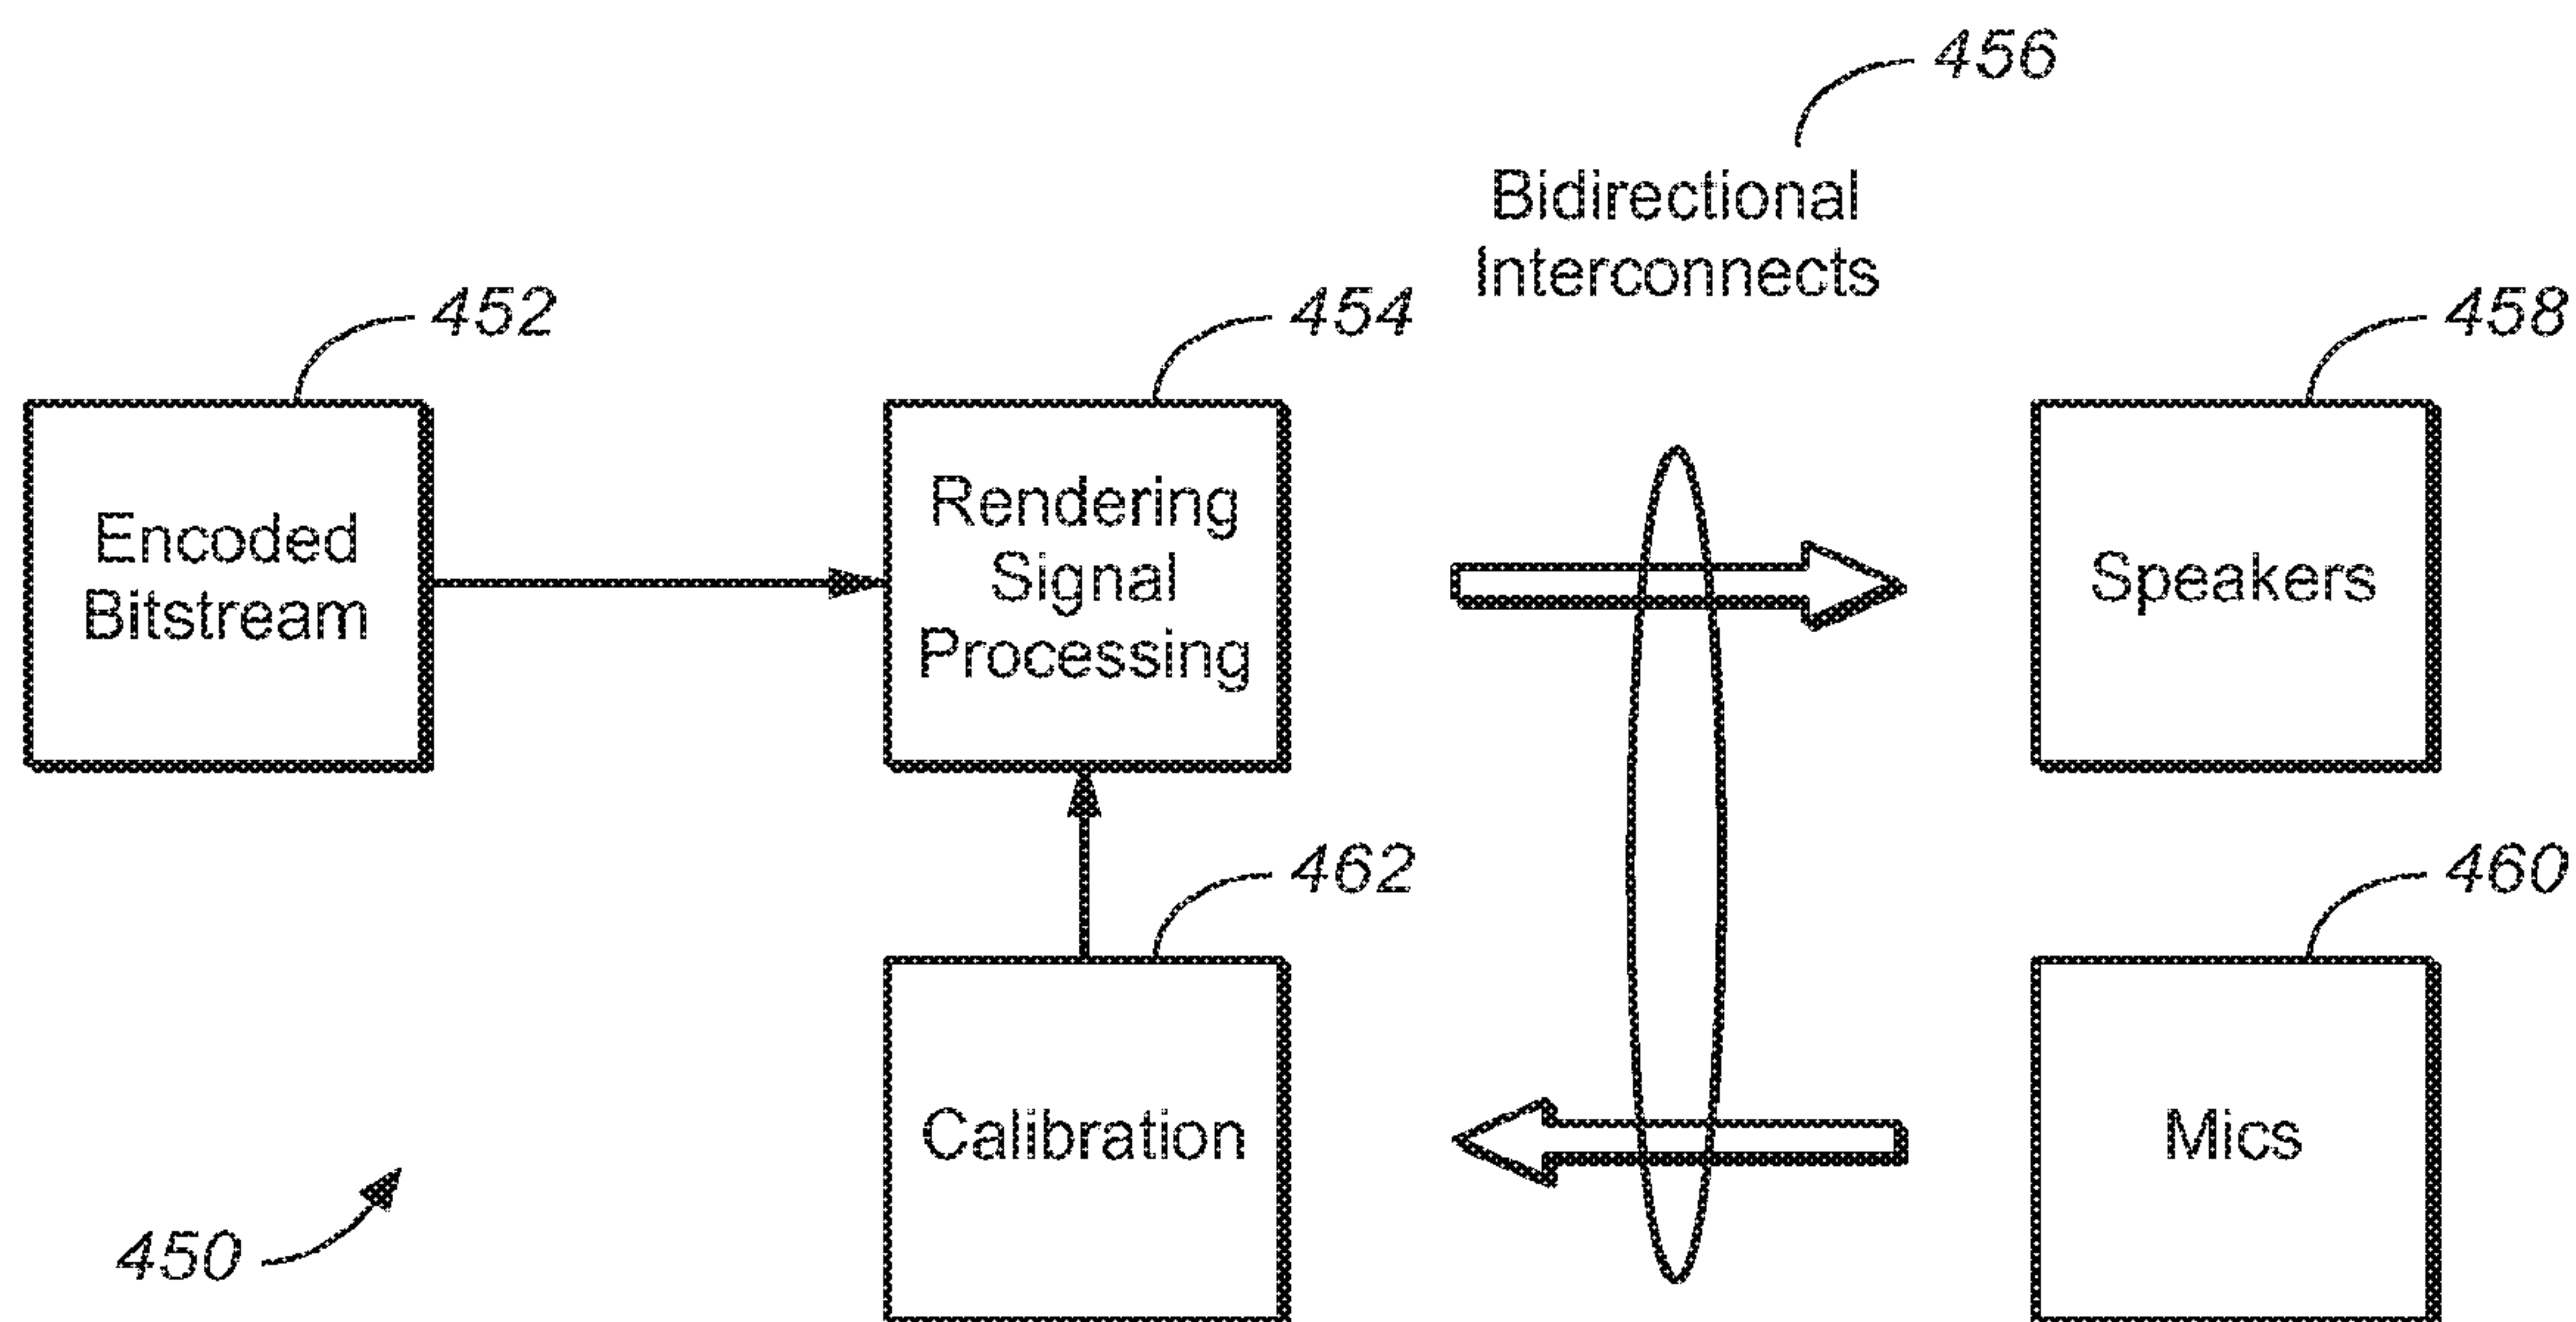 456
Bidirectional
Interconnects
452
454
458
Encoded
Bitstream
Rendering
Signal
Processing
Speakers
462
460
Calibration
Mics
450